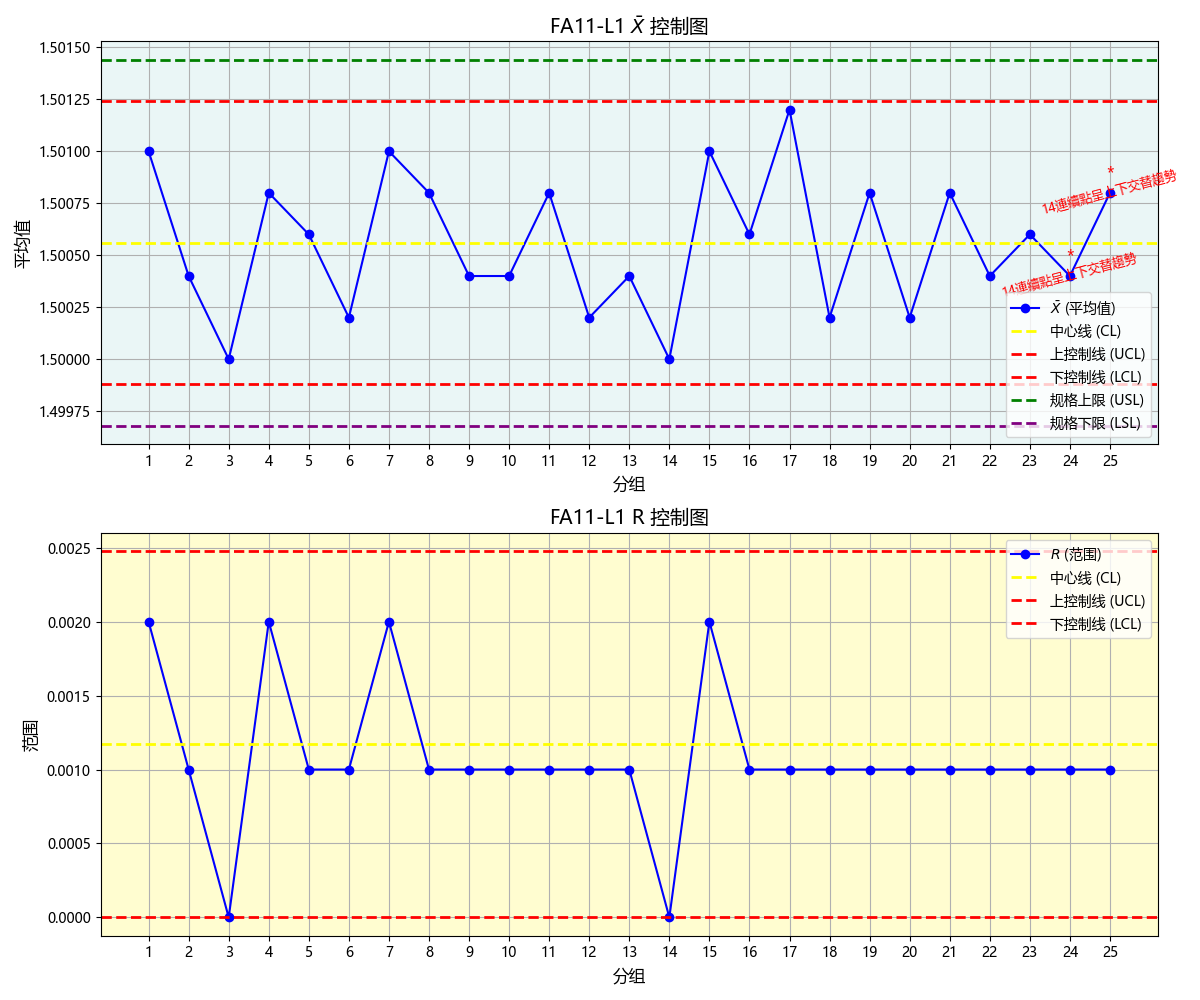 FA11-L1 X̄ 控制图
平均值
1.50150
1.50125
1.50100
1.50075
1.50050
1.50025
1.50000
1.49975
*
14連續點呈上下交替趨勢
*
14連續點呈上下交替趨勢
X̄ (平均值)
中心线 (CL)
上控制线 (UCL)
下控制线 (LCL)
规格上限 (USL)
规格下限 (LSL)
1 2 3 4 5 6 7 8 9 10 11 12 13 14 15 16 17 18 19 20 21 22 23 24 25
分组
FA11-L1 R 控制图
范围
0.0025
0.0020
0.0015
0.0010
0.0005
0.0000
R (范围)
中心线 (CL)
上控制线 (UCL)
下控制线 (LCL)
1 2 3 4 5 6 7 8 9 10 11 12 13 14 15 16 17 18 19 20 21 22 23 24 25
分组